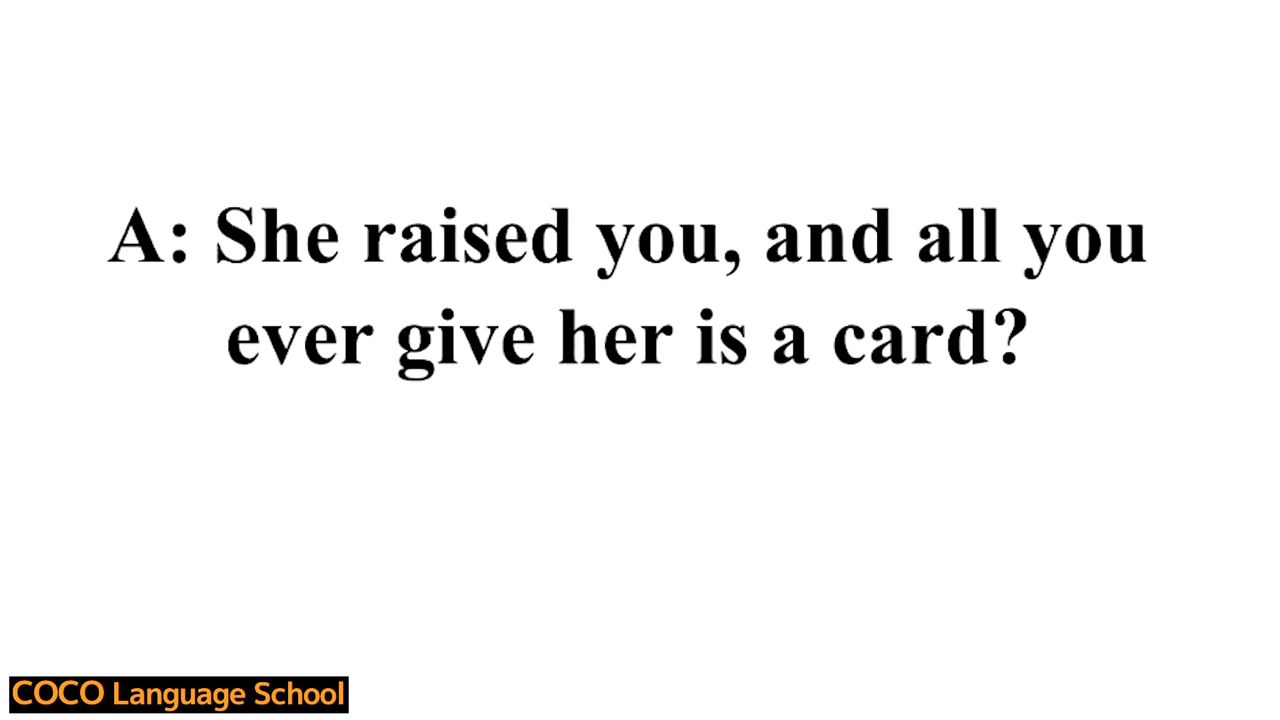 A: She raised you, and all you
ever give her is a card?
COCO Language School